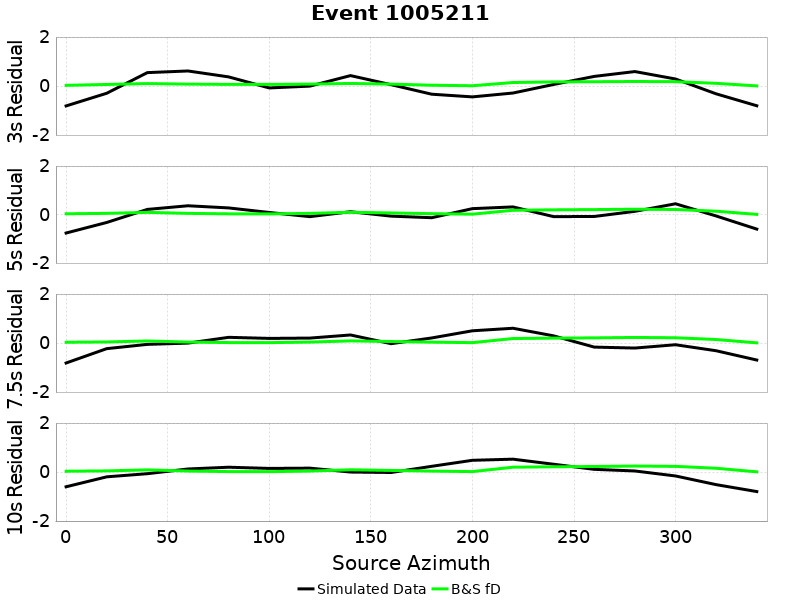 Event 1005211
3s Residual
2
0
-2
5s Residual
2
0
-2
7.5s Residual
2
0
-2
10s Residual
2
0
-2
0 50 100 150 200 250 300
Source Azimuth
Simulated Data B&S fD